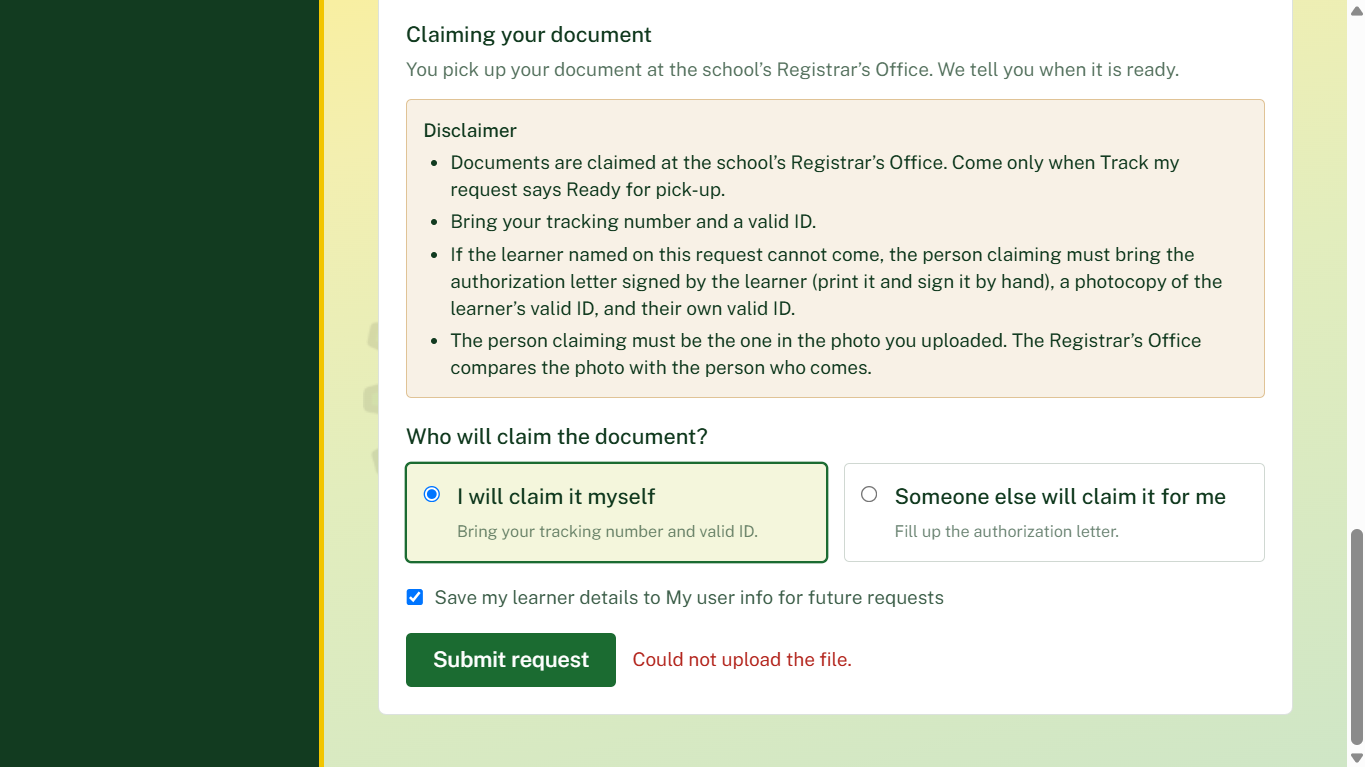 Claiming your document
You pick up your document at the school’s Registrar’s Office. We tell you when it is ready.
Disclaimer
• Documents are claimed at the school’s Registrar’s Office. Come only when Track my
request says Ready for pick-up.
• Bring your tracking number and a valid ID.
• If the learner named on this request cannot come, the person claiming must bring the
authorization letter signed by the learner (print it and sign it by hand), a photocopy of the
learner’s valid ID, and their own valid ID.
• The person claiming must be the one in the photo you uploaded. The Registrar’s Office
compares the photo with the person who comes.
Who will claim the document?
I will claim it myself
Bring your tracking number and valid ID.
Someone else will claim it for me
Fill up the authorization letter.
Save my learner details to My user info for future requests
Submit request
Could not upload the file.